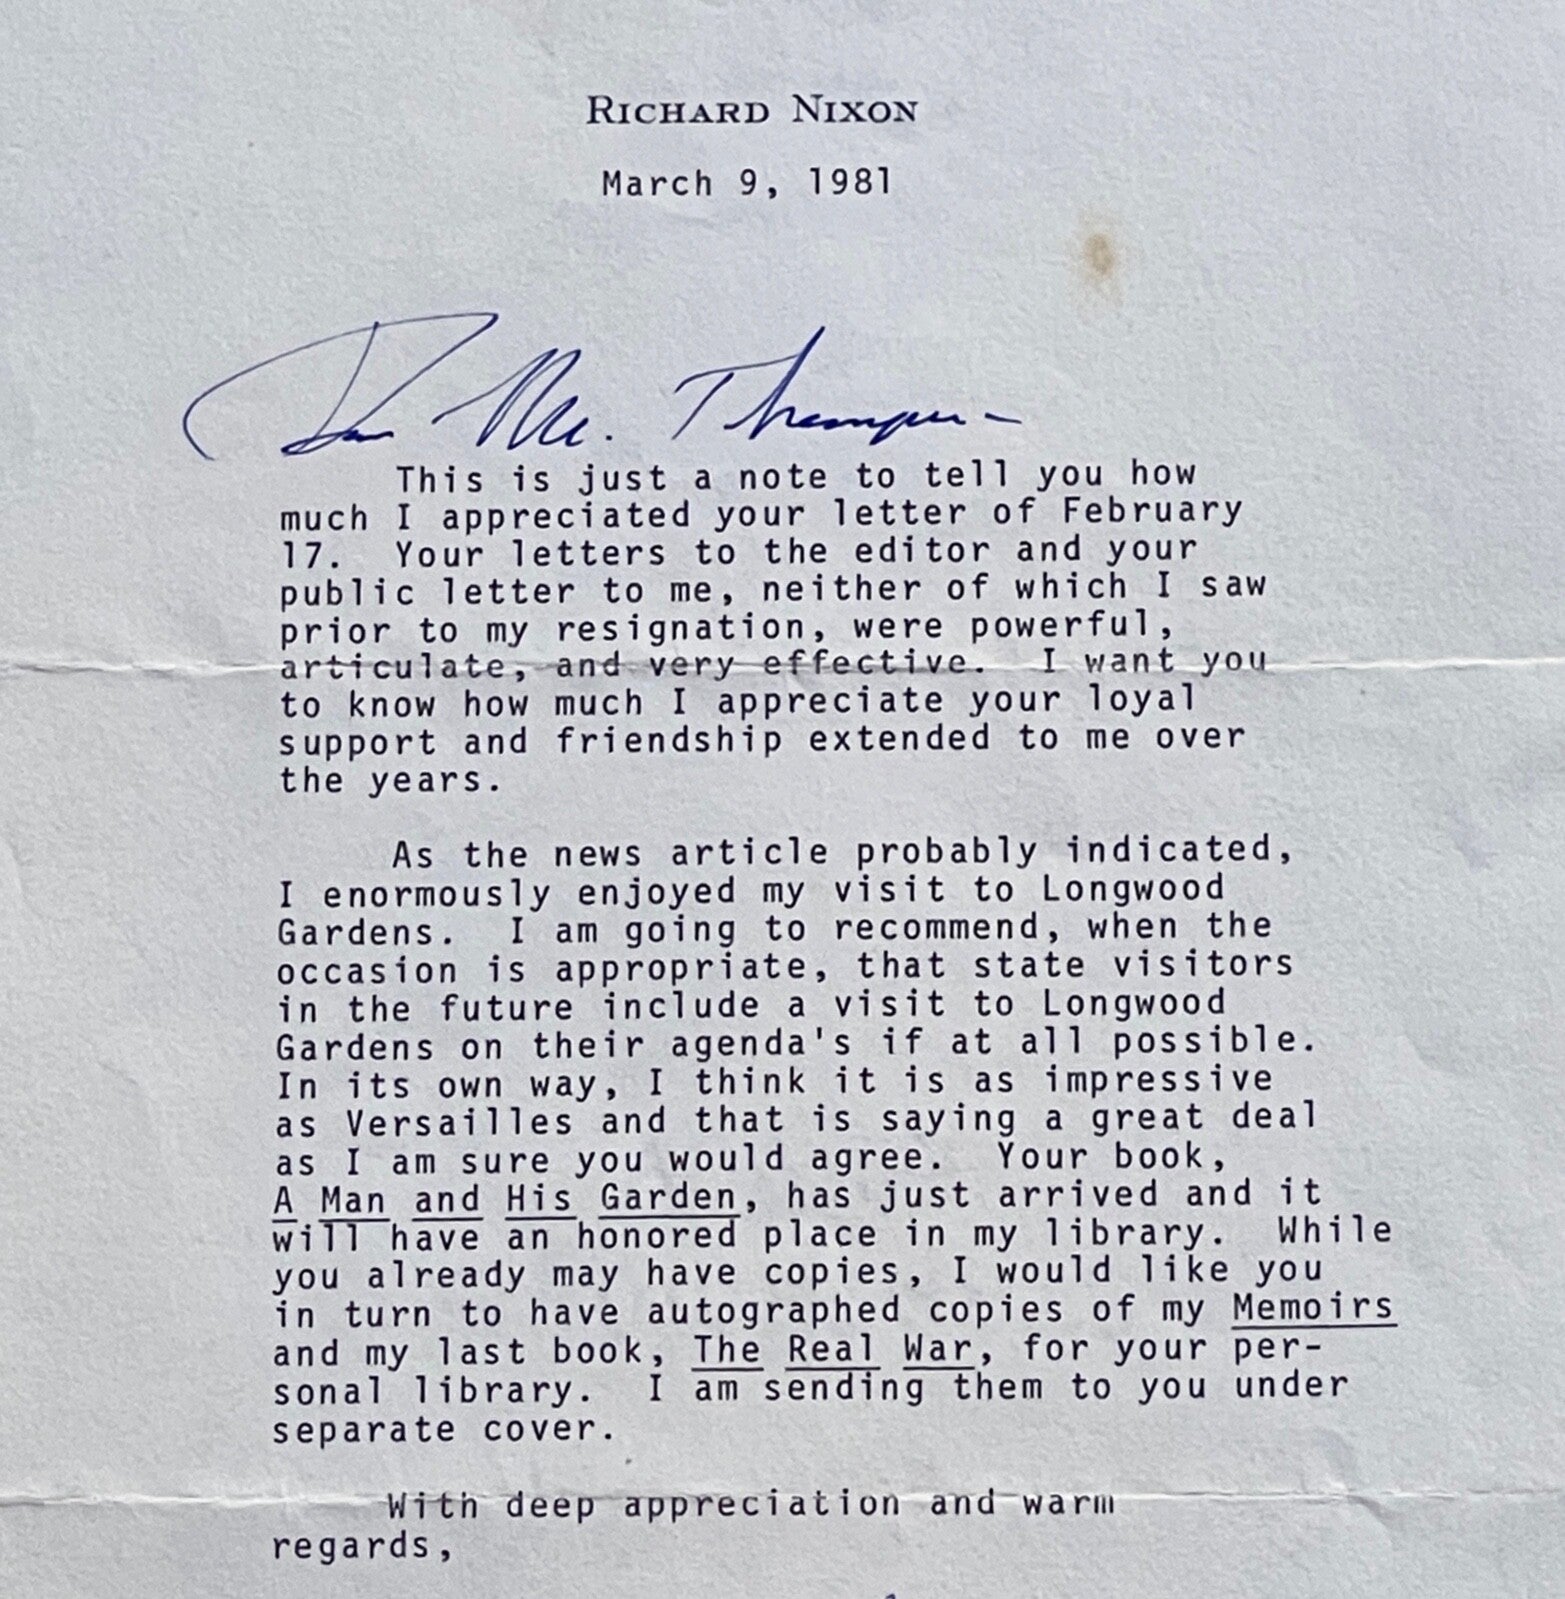 RICHARD NIXON
March 9, 1981
Dear Mr. Thompson -
This is just a note to tell you how
much I appreciated your letter of February
17. Your letters to the editor and your
public letter to me, neither of which I saw
prior to my resignation, were powerful,
articulate, and very effective. I want you
to know how much I appreciate your loyal
support and friendship extended to me over
the years.
As the news article probably indicated,
I enormously enjoyed my visit to Longwood
Gardens. I am going to recommend, when the
occasion is appropriate, that state visitors
in the future include a visit to Longwood
Gardens on their agenda's if at all possible.
In its own way, I think it is as impressive
as Versailles and that is saying a great deal
as I am sure you would agree. Your book,
A Man and His Garden, has just arrived and it
will have an honored place in my library. While
you already may have copies, I would like you
in turn to have autographed copies of my Memoirs
and my last book, The Real War, for your per-
sonal library. I am sending them to you under
separate cover.
With deep appreciation and warm
regards,